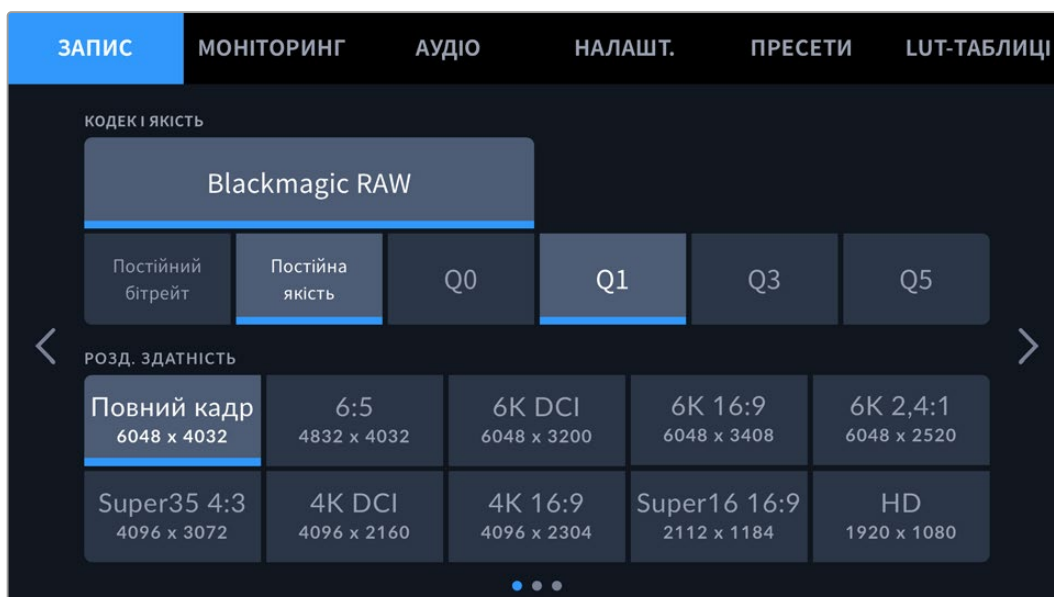 ЗАПИС МОНІТОРИНГ АУДІО НАЛАШТ. ПРЕСЕТИ LUT-ТАБЛИЦІ
КОДЕК І ЯКІСТЬ
Blackmagic RAW
Постійний бітрейт
Постійна якість
Q0 Q1 Q3 Q5
РОЗД. ЗДАТНІСТЬ
Повний кадр 6:5 6K DCI 6K 16:9 6K 2,4:1
6048 x 4032 4832 x 4032 6048 x 3200 6048 x 3408 6048 x 2520
Super35 4:3 4K DCI 4K 16:9 Super16 16:9 HD
4096 x 3072 4096 x 2160 4096 x 2304 2112 x 1184 1920 x 1080